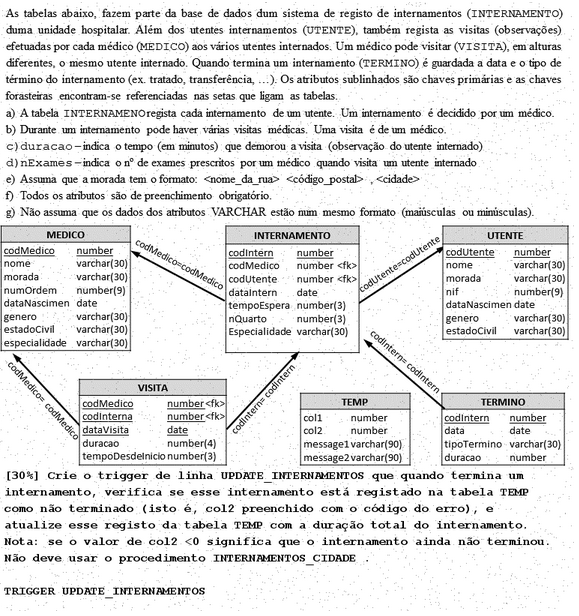 As tabelas abaixo, fazem parte da base de dados dum sistema de registo de internamentos (INTERNAMENTO)
duma unidade hospitalar. Além dos utentes internamentos (UTENTE), também regista as visitas (observações)
efetuadas por cada médico (MEDICO) aos vários utentes internados. Um médico pode visitar (VISITA), em alturas
diferentes, o mesmo utente internado. Quando termina um internamento (TERMINO) é guardada a data e o tipo de
término do internamento (ex. tratado, transferência, ...). Os atributos sublinhados são chaves primárias e as chaves
forasteiras encontram-se referenciadas nas setas que ligam as tabelas.
a) A tabela INTERNAMENO regista cada internamento de um utente. Um internamento é decidido por um médico.
b) Durante um internamento pode haver várias visitas médicas. Uma visita é de um médico.
c) duracao – indica o tempo (em minutos) que demorou a visita (observação do utente internado)
d) nExames – indica o nº de exames prescritos por um médico quando visita um utente internado
e) Assuma que a morada tem o formato: <nome_da_rua> <código_postal> , <cidade>
f) Todos os atributos são de preenchimento obrigatório.
g) Não assuma que os dados dos atributos VARCHAR estão num mesmo formato (maiúsculas ou minúsculas).
MEDICO
codMedico number
nome varchar(30)
morada varchar(30)
numOrdem number(9)
dataNascimen date
genero varchar(30)
estadoCivil varchar(30)
especialidade varchar(30)
codMedico=codMedico
INTERNAMENTO
codIntern number
codMedico number <fk>
codUtente number <fk>
dataIntern date
tempoEspera number(3)
nQuarto number(3)
Especialidade varchar(30)
codUtente=codUtente
UTENTE
codUtente number
nome varchar(30)
morada varchar(30)
nif number(9)
dataNascimen date
genero varchar(30)
estadoCivil varchar(30)
codMedico= codMedico
VISITA
codMedico number <fk>
codInterna number <fk>
dataVisita date
duracao number(4)
tempoDesdeInicio number(3)
codIntern= codIntern
TEMP
col1 number
col2 number
message1 varchar(90)
message2 varchar(90)
codIntern= codIntern
TERMINO
codIntern number
data date
tipoTermino varchar(30)
duracao number
[30%] Crie o trigger de linha UPDATE_INTERNAMENTOS que quando termina um
internamento, verifica se esse internamento está registado na tabela TEMP
como não terminado (isto é, col2 preenchido com o código do erro), e
atualize esse registo da tabela TEMP com a duração total do internamento.
Nota: se o valor de col2 <0 significa que o internamento ainda não terminou.
Não deve usar o procedimento INTERNAMENTOS_CIDADE .
TRIGGER UPDATE_INTERNAMENTOS